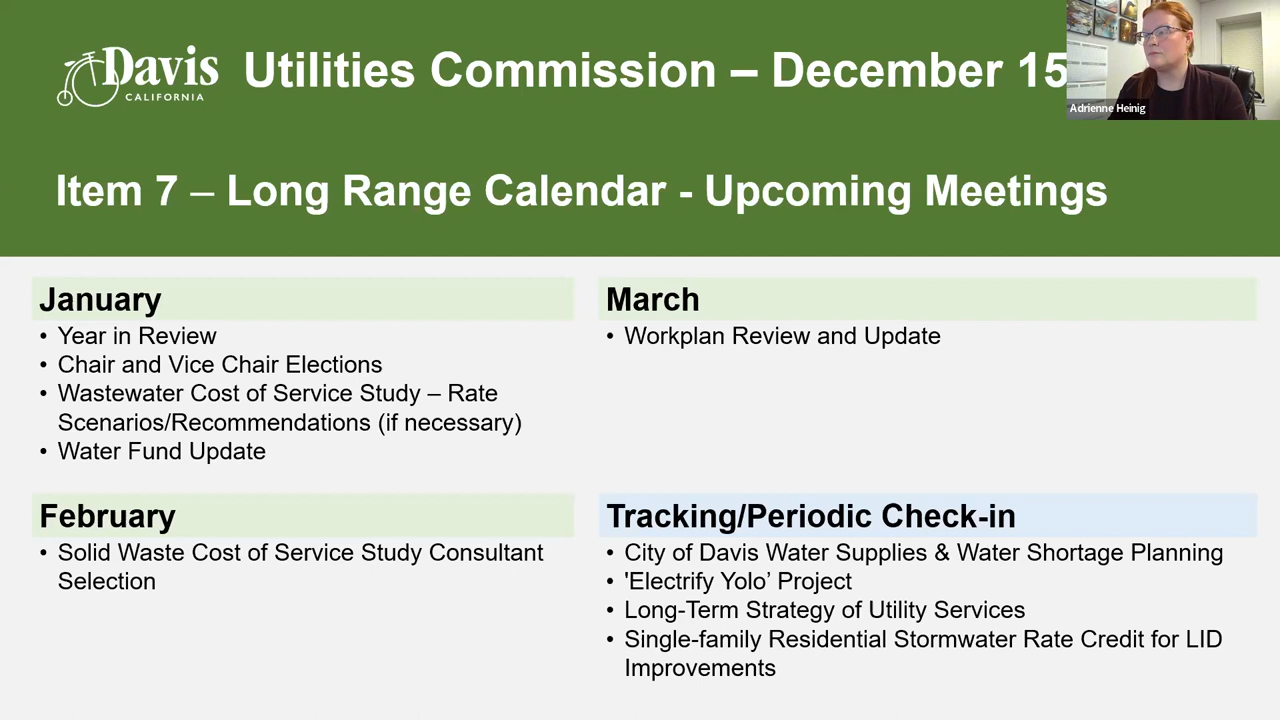 Davis
CALIFORNIA
Utilities Commission – December 15
Adrienne Heinig
Item 7 – Long Range Calendar - Upcoming Meetings
January
• Year in Review
• Chair and Vice Chair Elections
• Wastewater Cost of Service Study – Rate
Scenarios/Recommendations (if necessary)
• Water Fund Update
March
• Workplan Review and Update
February
• Solid Waste Cost of Service Study Consultant
Selection
Tracking/Periodic Check-in
• City of Davis Water Supplies & Water Shortage Planning
• 'Electrify Yolo’ Project
• Long-Term Strategy of Utility Services
• Single-family Residential Stormwater Rate Credit for LID
Improvements